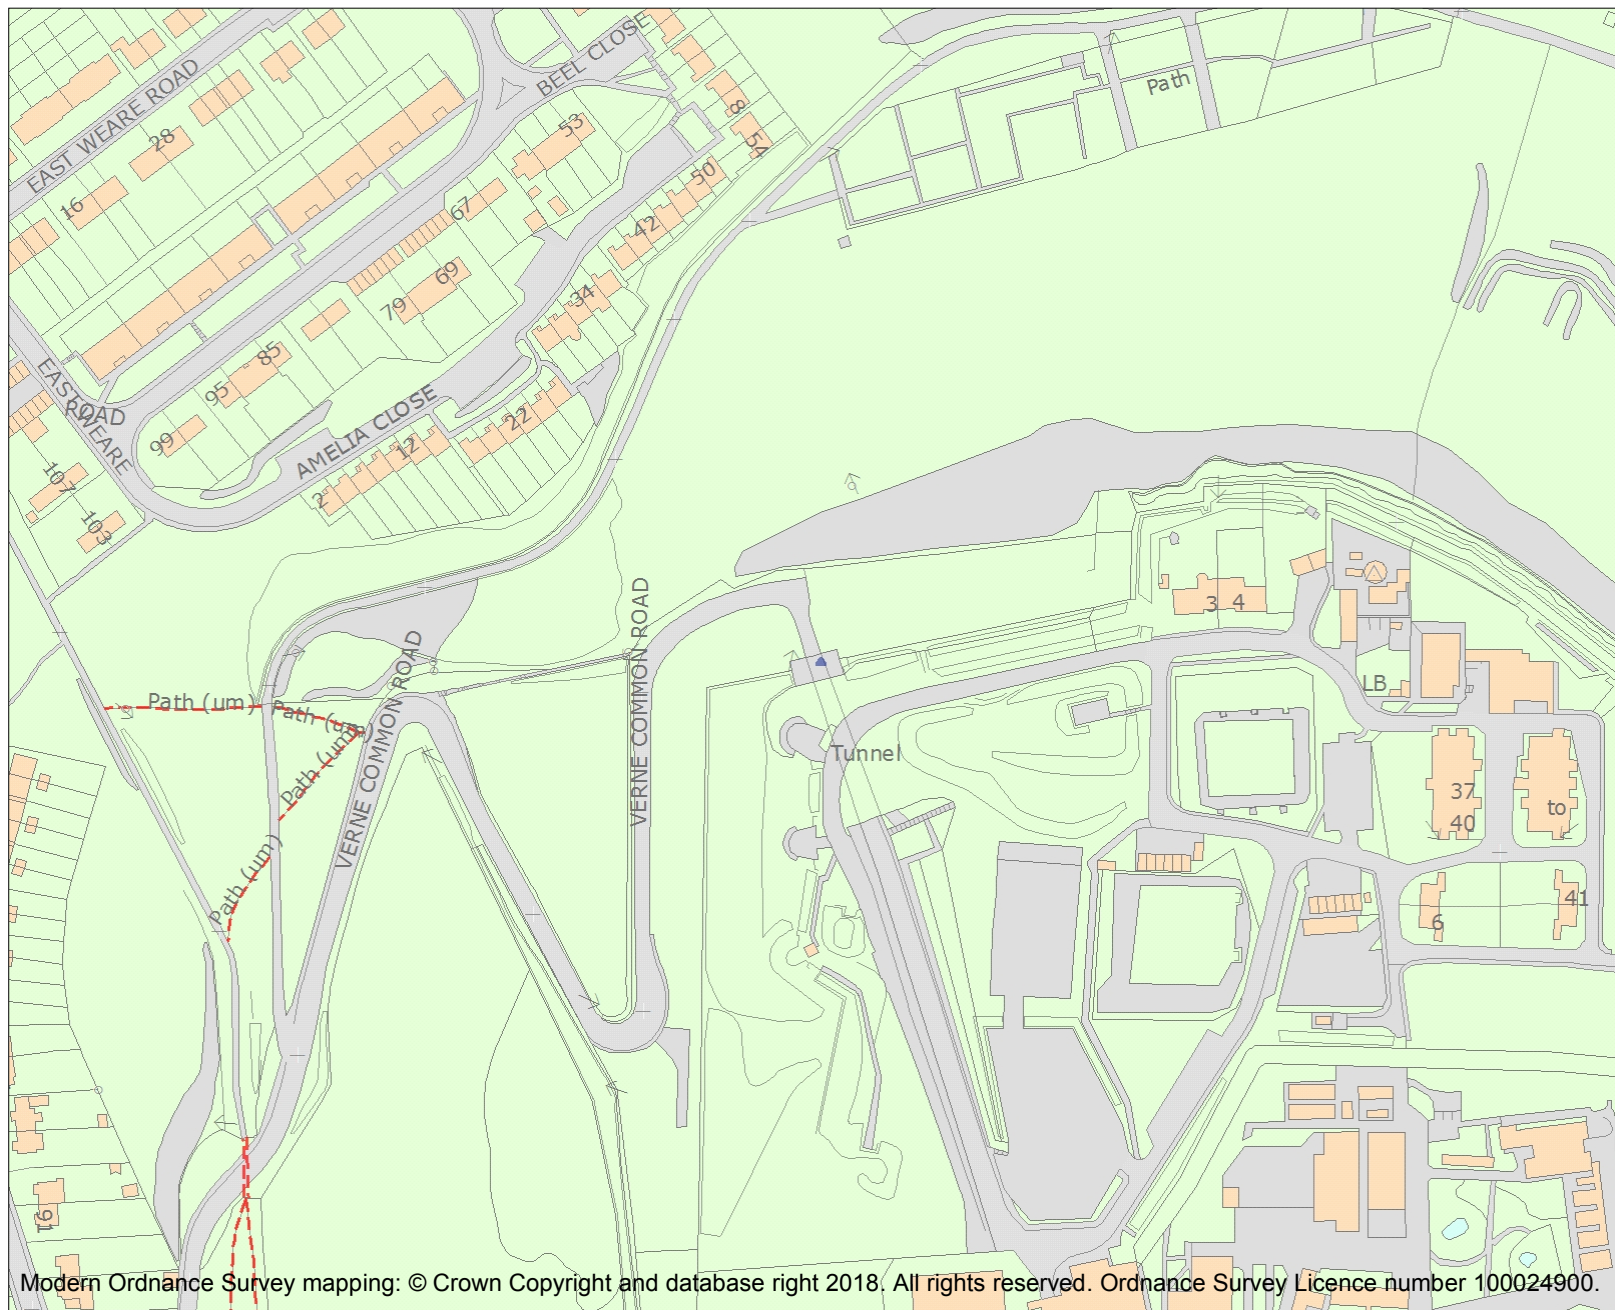 BEEL CLOSE
EAST WEARE ROAD
Path
8
53
54
28
50
16
67
42
69
34
79
85
EAST WEARE
ROAD
95
AMELIA CLOSE
22
12
99
2
107
103
VERNE COMMON ROAD
VERNE COMMON ROAD
3
4
LB
Path (um)
Path (um)
Path (um)
Path (um)
Tunnel
37
to
40
41
6
91
Modern Ordnance Survey mapping: © Crown Copyright and database right 2018. All rights reserved. Ordnance Survey Licence number 100024900.